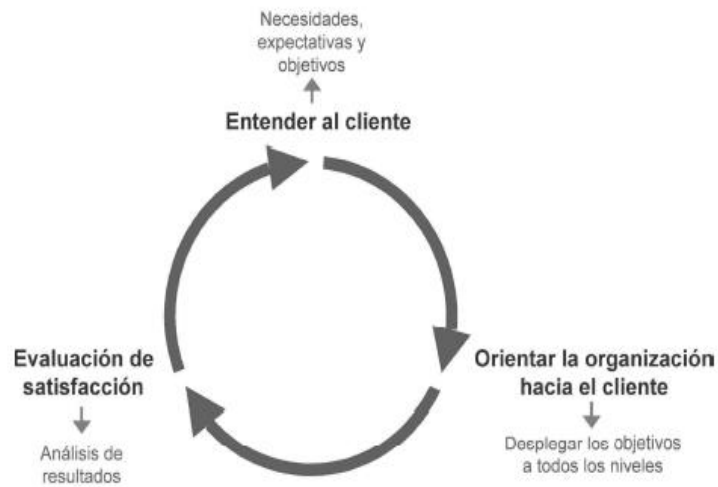 Necesidades,
expectativas y
objetivos
Entender al cliente
Orientar la organización
hacia el cliente
Desplegar los objetivos
a todos los niveles
Evaluación de
satisfacción
Análisis de
resultados